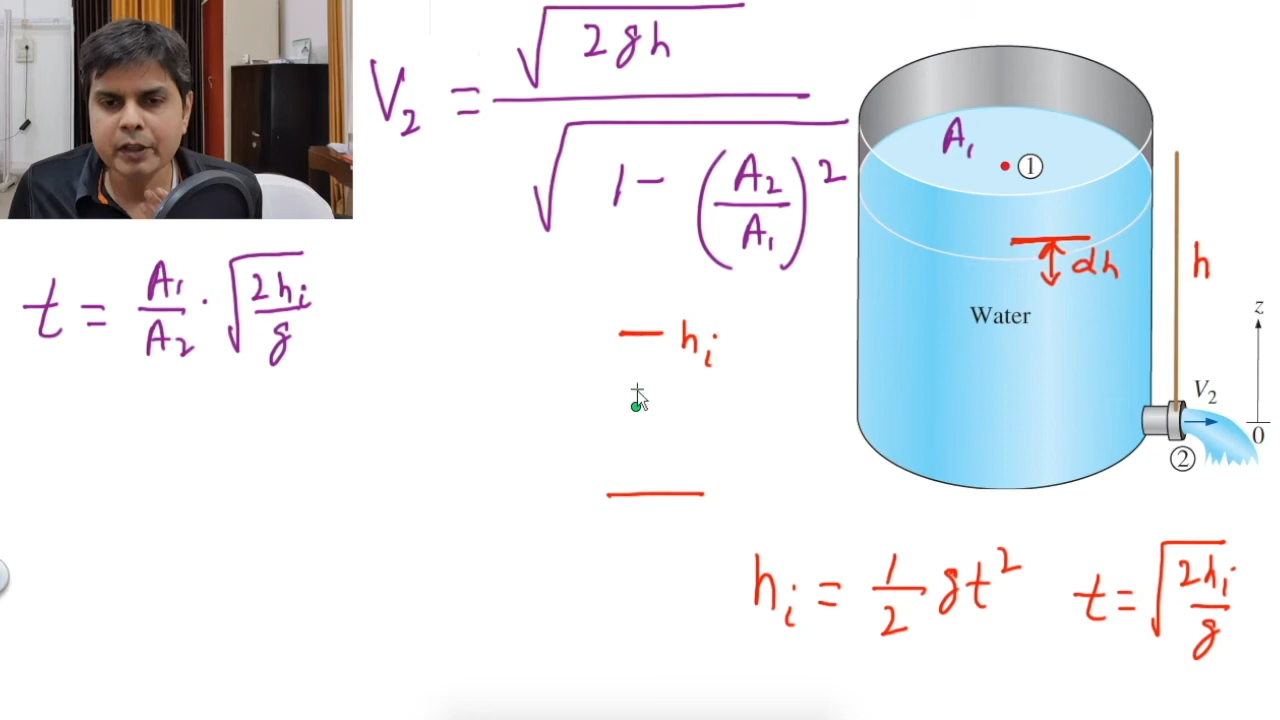 V₂ = √(2gh) / √(1 - (A₂/A₁)²)
t = A₁/A₂ · √(2hᵢ/g)
hᵢ
hᵢ = 1/2 gt²
t = √(2hᵢ/g)
A₁
①
dh
h
Water
z
V₂
0
②